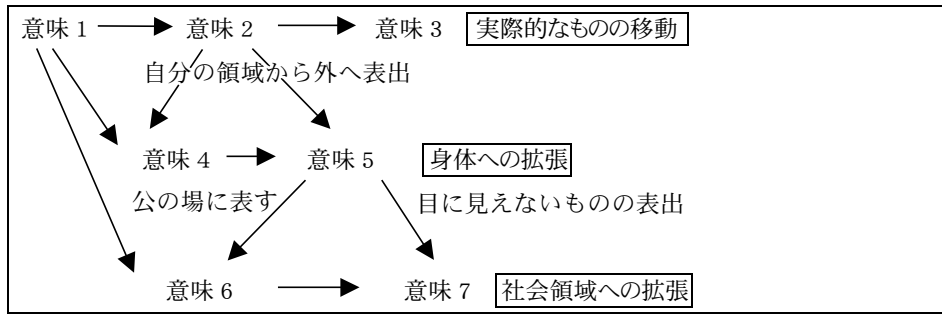 意味 1 意味 2 意味 3 実際的なものの移動
自分の領域から外へ表出
意味 4 意味 5 身体への拡張
公の場に表す 目に見えないものの表出
意味 6 意味 7 社会領域への拡張